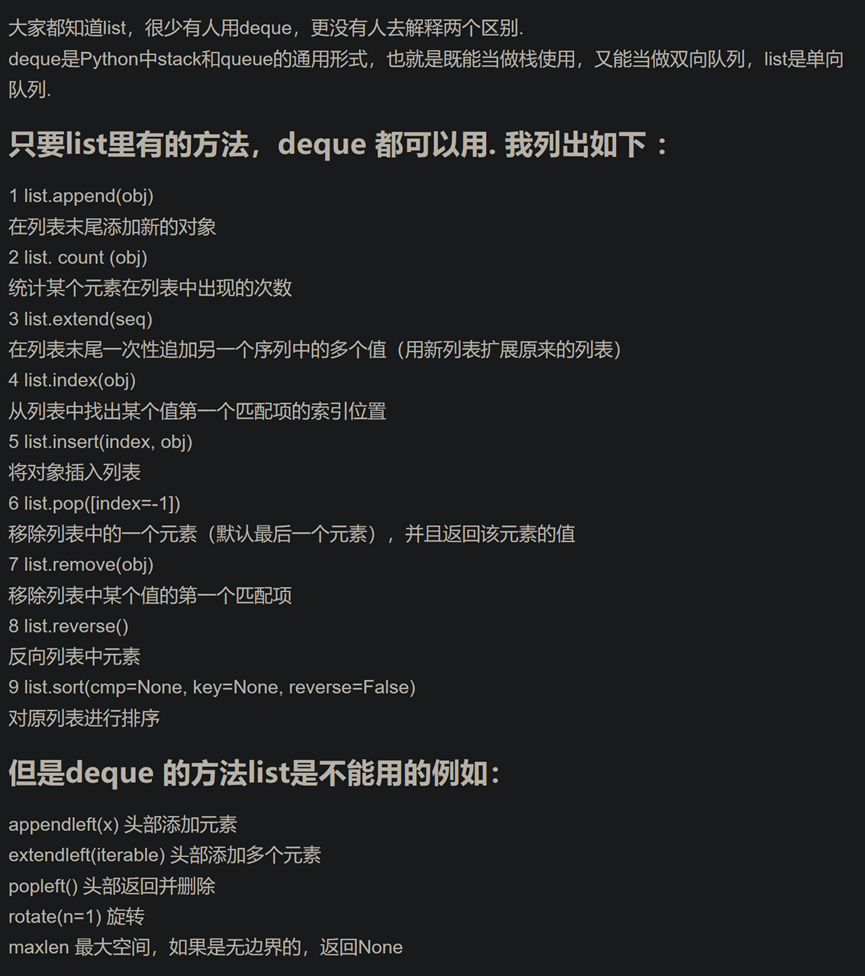 大家都知道list，很少有人用deque，更没有人去解释两个区别.
deque是Python中stack和queue的通用形式，也就是既能当做栈使用，又能当做双向队列，list是单向
队列.
只要list里有的方法，deque 都可以用. 我列出如下 ：
1 list.append(obj)
在列表末尾添加新的对象
2 list. count (obj)
统计某个元素在列表中出现的次数
3 list.extend(seq)
在列表末尾一次性追加另一个序列中的多个值（用新列表扩展原来的列表）
4 list.index(obj)
从列表中找出某个值第一个匹配项的索引位置
5 list.insert(index, obj)
将对象插入列表
6 list.pop([index=-1])
移除列表中的一个元素（默认最后一个元素），并且返回该元素的值
7 list.remove(obj)
移除列表中某个值的第一个匹配项
8 list.reverse()
反向列表中元素
9 list.sort(cmp=None, key=None, reverse=False)
对原列表进行排序
但是deque 的方法list是不能用的例如：
appendleft(x) 头部添加元素
extendleft(iterable) 头部添加多个元素
popleft() 头部返回并删除
rotate(n=1) 旋转
maxlen 最大空间，如果是无边界的，返回None